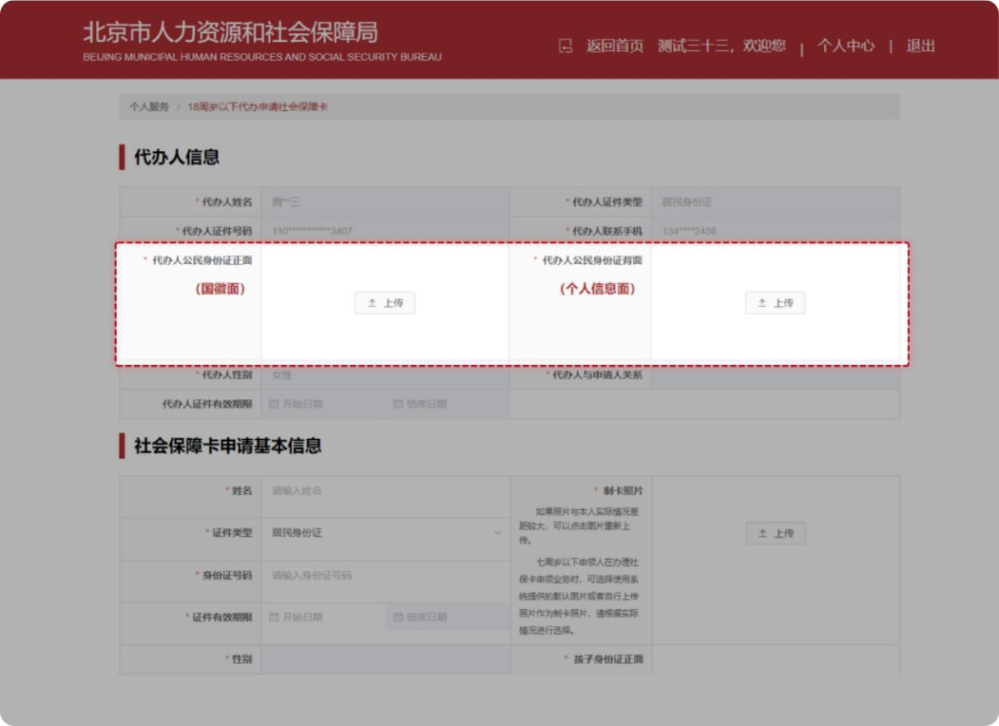 北京市人力资源和社会保障局
BEIJING MUNICIPAL HUMAN RESOURCES AND SOCIAL SECURITY BUREAU
返回首页 测试三十三，欢迎您 | 个人中心 | 退出
个人服务 > 18周岁以下代办申请社会保障卡
代办人信息
* 代办人姓名 测**三 * 代办人证件类型 居民身份证
* 代办人证件号码 110***********3407 * 代办人联系手机 134****2458
* 代办人公民身份证正面 * 代办人公民身份证背面
（国徽面） （个人信息面）
上传 上传
* 代办人性别 女性 * 代办人与申请人关系
代办人证件有效期限 开始日期 结束日期
社会保障卡申请基本信息
* 姓名 请输入姓名 * 制卡照片
如果照片与本人实际情况差
距较大，可以点击图片重新上
传。
* 证件类型 居民身份证 上传
七周岁以下申领人在办理社
* 身份证号码 请输入身份证号码 保卡申领业务时，可选择使用系
统提供的默认图片或者自行上传
* 证件有效期限 开始日期 结束日期 照片作为制卡照片，请根据实际
情况进行选择。
* 性别 * 孩子身份证正面